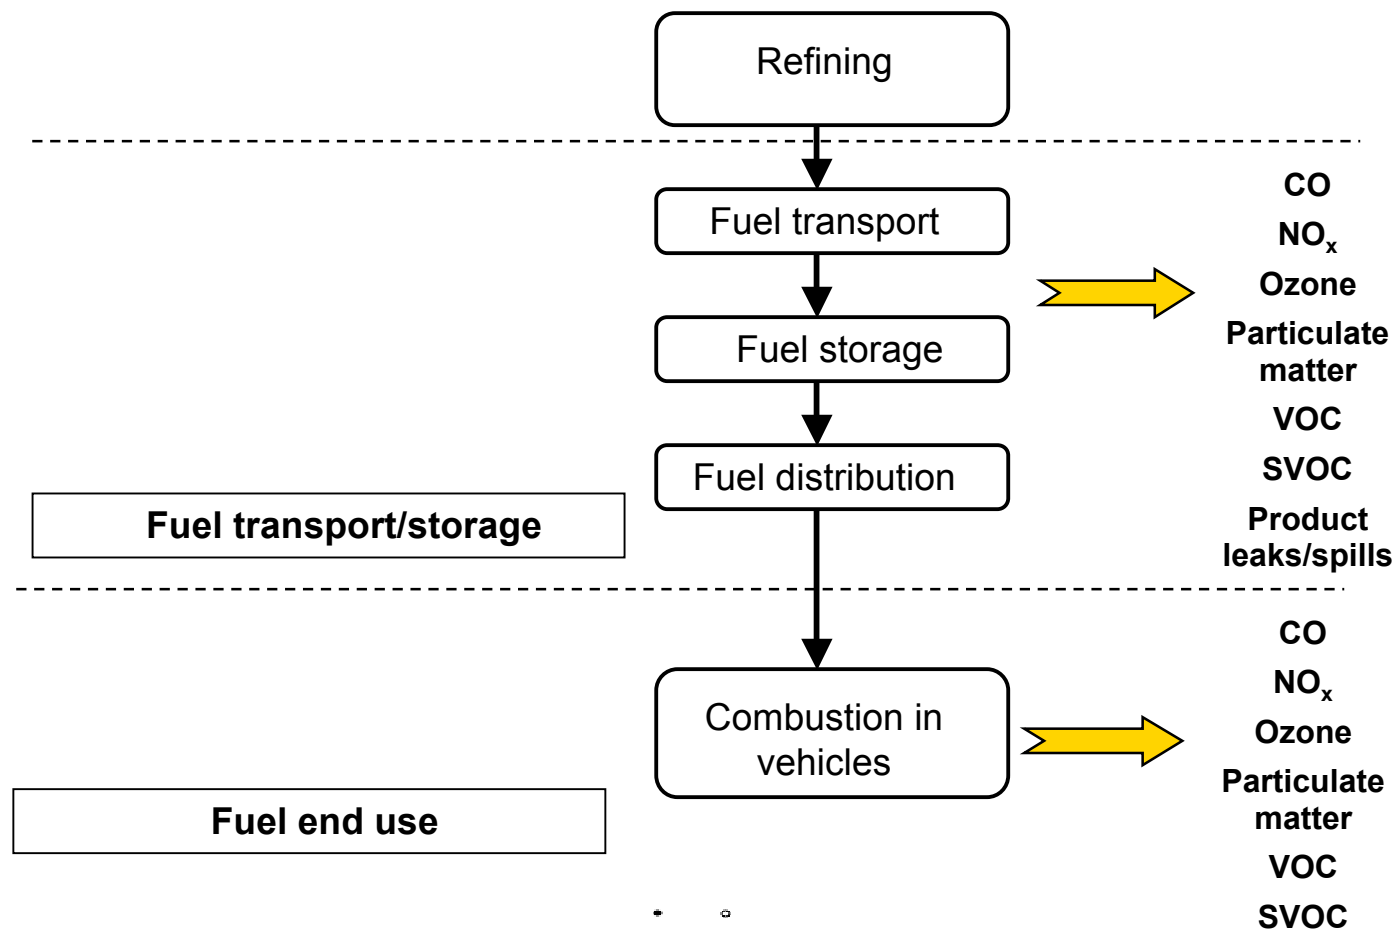 Refining
Fuel transport
Fuel storage
Fuel distribution
Fuel transport/storage
CO
NOx
Ozone
Particulate
matter
VOC
SVOC
Product
leaks/spills
Combustion in
vehicles
Fuel end use
CO
NOx
Ozone
Particulate
matter
VOC
SVOC